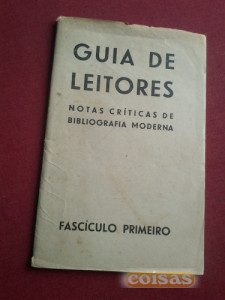 GUIA DE
LEITORES
NOTAS CRÍTICAS DE
BIBLIOGRAFIA MODERNA
FASCÍCULO PRIMEIRO
coisas